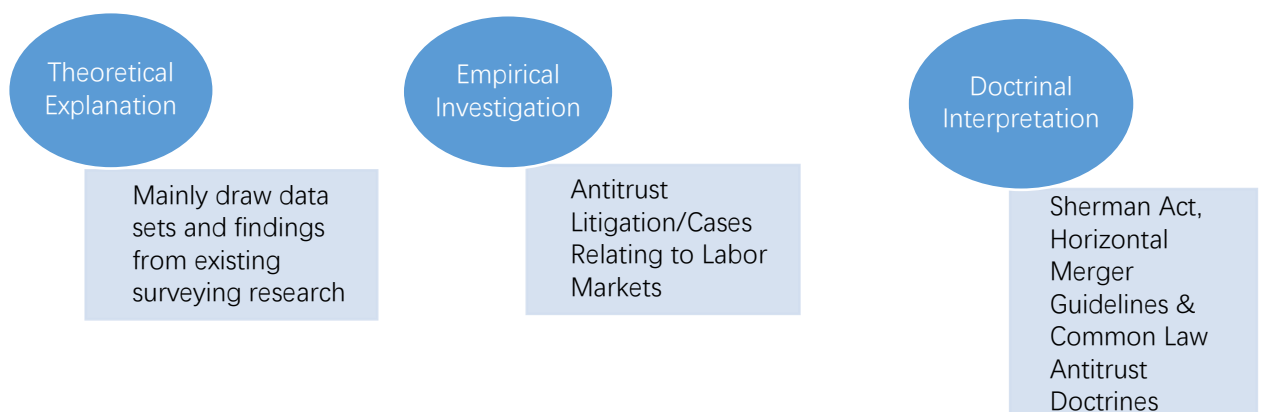 Theoretical
Explanation
Mainly draw data
sets and findings
from existing
surveying research
Empirical
Investigation
Antitrust
Litigation/Cases
Relating to Labor
Markets
Doctrinal
Interpretation
Sherman Act,
Horizontal
Merger
Guidelines &
Common Law
Antitrust
Doctrines